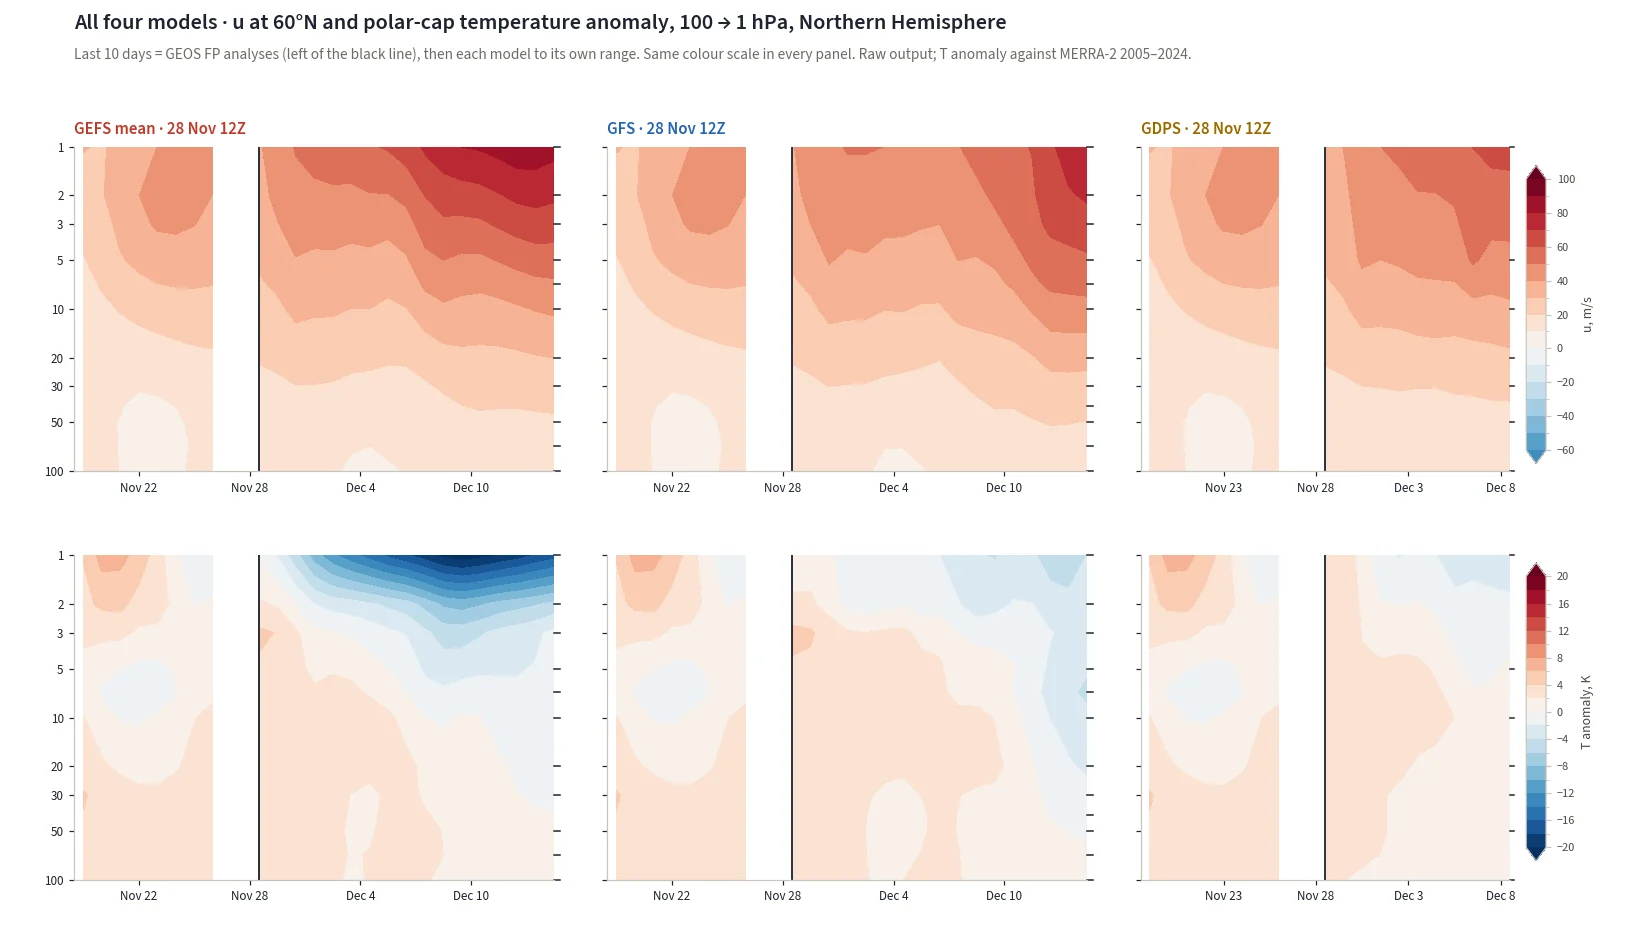 All four models · u at 60°N and polar-cap temperature anomaly, 100 → 1 hPa, Northern Hemisphere
Last 10 days = GEOS FP analyses (left of the black line), then each model to its own range. Same colour scale in every panel. Raw output; T anomaly against MERRA-2 2005–2024.
GEFS mean · 28 Nov 12Z
GFS · 28 Nov 12Z
GDPS · 28 Nov 12Z
1
2
3
5
10
20
30
50
100
Nov 22 Nov 28 Dec 4 Dec 10
Nov 22 Nov 28 Dec 4 Dec 10
Nov 23 Nov 28 Dec 3 Dec 8
100
80
60
40
20
0
−20
−40
−60
u, m/s
1
2
3
5
10
20
30
50
100
Nov 22 Nov 28 Dec 4 Dec 10
Nov 22 Nov 28 Dec 4 Dec 10
Nov 23 Nov 28 Dec 3 Dec 8
20
16
12
8
4
0
−4
−8
−12
−16
−20
T anomaly, K